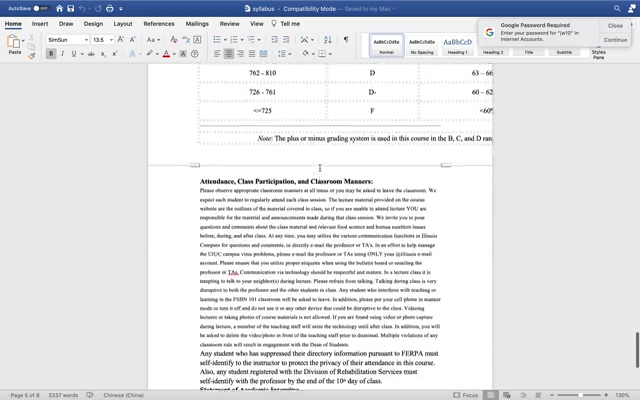 AutoSave OFF
syllabus - Compatibility Mode — Saved to my Mac
Home Insert Draw Design Layout References Mailings Review View Tell me
Google Password Required
Enter your password for "jw10" in
Internet Accounts.
Close
Continue
Paste
SimSun 13.5
AaBbCcDdEe AaBbCcDdEe AaBbCcD
Normal No Spacing Heading 1 Heading 2 Title Subtitle
Styles
Pane
762 - 810 D 63 – 66
726 - 761 D- 60 – 62
<=725 F <60%
Note: The plus or minus grading system is used in this course in the B, C, and D ran
Attendance, Class Participation, and Classroom Manners:
Please observe appropriate classroom manners at all times or you may be asked to leave the classroom. We
expect each student to regularly attend each class session. The lecture material provided on the course
website are the outlines of the material covered in class, so if you are unable to attend lecture YOU are
responsible for the material and announcements made during that class session. We invite you to pose
questions and comments about the class material and relevant food science and human nutrition issues
before, during, and after class. At any time, you may utilize the various communication functions in Illinois
Compass for questions and comments, or directly e-mail the professor or TA's. In an effort to help manage
the UIUC campus virus problems, please e-mail the professor or TAs using ONLY your @illinois e-mail
account. Please ensure that you utilize proper etiquette when using the bulletin board or emailing the
professor or TAs. Communication via technology should be respectful and mature. In a lecture class it is
tempting to talk to your neighbor(s) during lecture. Please refrain from talking. Talking during class is very
disruptive to both the professor and the other students in class. Any student who interferes with teaching or
learning in the FSHN 101 classroom will be asked to leave. In addition, please put your cell phone in manner
mode or turn it off and do not use it or any other device that could be disruptive to the class. Videoing
lectures or taking photos of course materials is not allowed. If you are found using video or photo capture
during lecture, a member of the teaching staff will seize the technology until after class. In addition, you will
be asked to delete the video/photo in front of the teaching staff prior to dismissal. Multiple violations of any
classroom rule will result in engagement with the Dean of Students.
Any student who has suppressed their directory information pursuant to FERPA must
self-identify to the instructor to protect the privacy of their attendance in this course.
Also, any student registered with the Division of Rehabilitation Services must
self-identify with the professor by the end of the 10th day of class.
Statement of Academic Integrity
Page 5 of 8 3337 words Chinese (China) Focus 130%